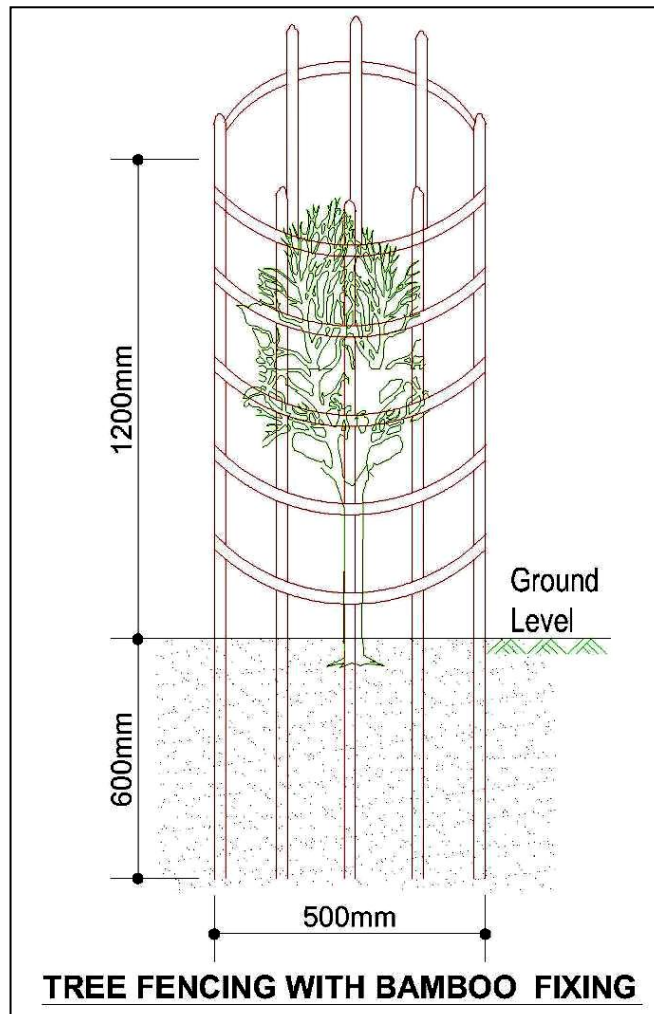 1200mm
Ground
Level
600mm
500mm
TREE FENCING WITH BAMBOO FIXING